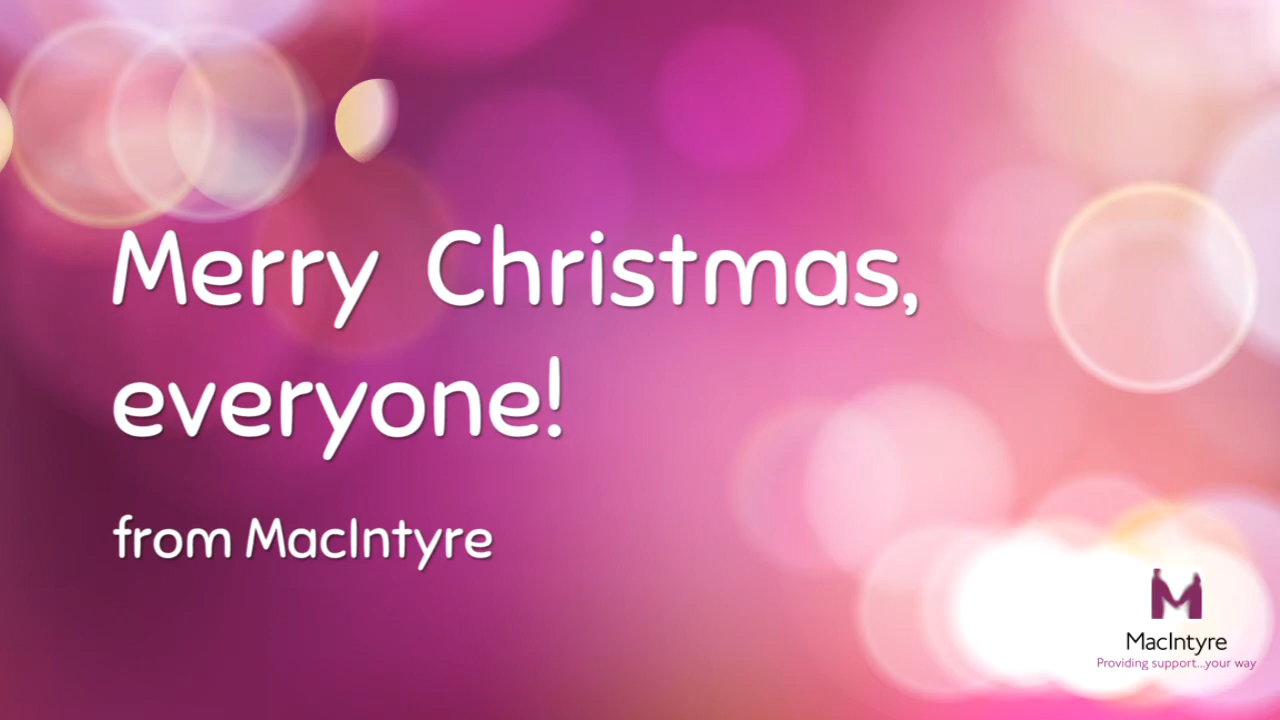 Merry Christmas,
everyone!
from MacIntyre
MacIntyre
Providing support...your way